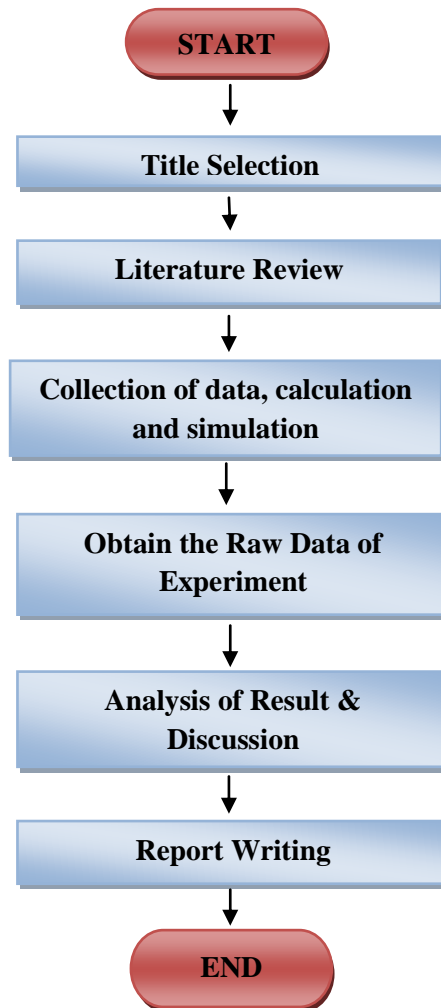 START
Title Selection
Literature Review
Collection of data, calculation
and simulation
Obtain the Raw Data of
Experiment
Analysis of Result &
Discussion
Report Writing
END